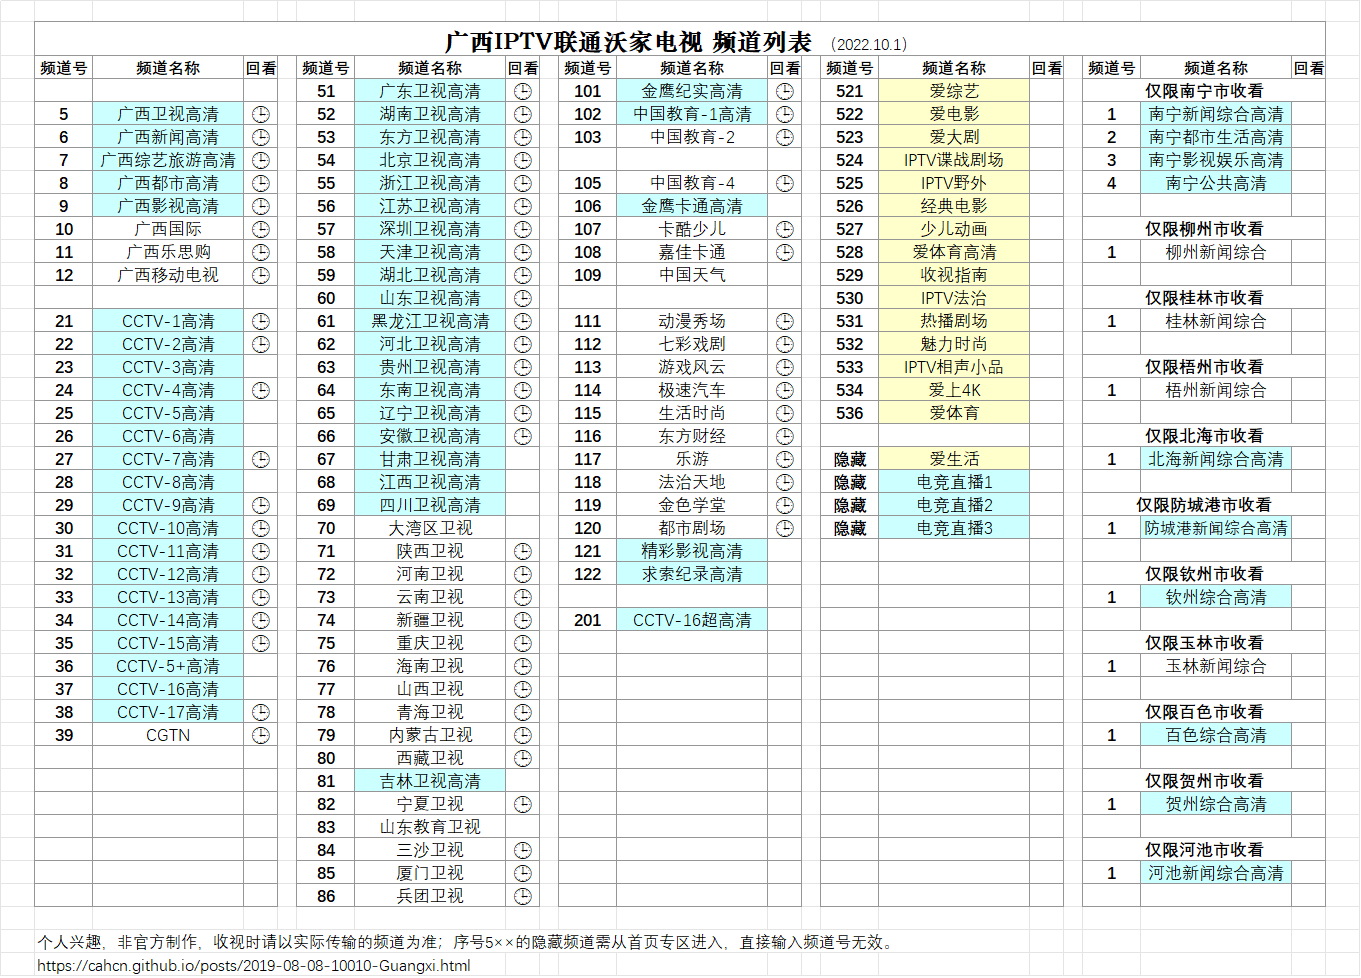 广西IPTV联通沃家电视 频道列表 （2022.10.1）
频道号 频道名称 回看 频道号 频道名称 回看 频道号 频道名称 回看 频道号 频道名称 回看 频道号 频道名称 回看
51 广东卫视高清 101 金鹰纪实高清 521 爱综艺 仅限南宁市收看
5 广西卫视高清 52 湖南卫视高清 102 中国教育-1高清 522 爱电影 1 南宁新闻综合高清
6 广西新闻高清 53 东方卫视高清 103 中国教育-2 523 爱大剧 2 南宁都市生活高清
7 广西综艺旅游高清 54 北京卫视高清 524 IPTV谍战剧场 3 南宁影视娱乐高清
8 广西都市高清 55 浙江卫视高清 105 中国教育-4 525 IPTV野外 4 南宁公共高清
9 广西影视高清 56 江苏卫视高清 106 金鹰卡通高清 526 经典电影
10 广西国际 57 深圳卫视高清 107 卡酷少儿 527 少儿动画 仅限柳州市收看
11 广西乐思购 58 天津卫视高清 108 嘉佳卡通 528 爱体育高清 1 柳州新闻综合
12 广西移动电视 59 湖北卫视高清 109 中国天气 529 收视指南
60 山东卫视高清 530 IPTV法治 仅限桂林市收看
21 CCTV-1高清 61 黑龙江卫视高清 111 动漫秀场 531 热播剧场 1 桂林新闻综合
22 CCTV-2高清 62 河北卫视高清 112 七彩戏剧 532 魅力时尚
23 CCTV-3高清 63 贵州卫视高清 113 游戏风云 533 IPTV相声小品 仅限梧州市收看
24 CCTV-4高清 64 东南卫视高清 114 极速汽车 534 爱上4K 1 梧州新闻综合
25 CCTV-5高清 65 辽宁卫视高清 115 生活时尚 536 爱体育
26 CCTV-6高清 66 安徽卫视高清 116 东方财经 仅限北海市收看
27 CCTV-7高清 67 甘肃卫视高清 117 乐游 隐藏 爱生活 1 北海新闻综合高清
28 CCTV-8高清 68 江西卫视高清 118 法治天地 隐藏 电竞直播1
29 CCTV-9高清 69 四川卫视高清 119 金色学堂 隐藏 电竞直播2 仅限防城港市收看
30 CCTV-10高清 70 大湾区卫视 120 都市剧场 隐藏 电竞直播3 1 防城港新闻综合高清
31 CCTV-11高清 71 陕西卫视 121 精彩影视高清
32 CCTV-12高清 72 河南卫视 122 求索纪录高清 仅限钦州市收看
33 CCTV-13高清 73 云南卫视 1 钦州综合高清
34 CCTV-14高清 74 新疆卫视 201 CCTV-16超高清
35 CCTV-15高清 75 重庆卫视 仅限玉林市收看
36 CCTV-5+高清 76 海南卫视 1 玉林新闻综合
37 CCTV-16高清 77 山西卫视
38 CCTV-17高清 78 青海卫视 仅限百色市收看
39 CGTN 79 内蒙古卫视 1 百色综合高清
80 西藏卫视
81 吉林卫视高清 仅限贺州市收看
82 宁夏卫视 1 贺州综合高清
83 山东教育卫视
84 三沙卫视 仅限河池市收看
85 厦门卫视 1 河池新闻综合高清
86 兵团卫视
个人兴趣，非官方制作，收视时请以实际传输的频道为准；序号5××的隐藏频道需从首页专区进入，直接输入频道号无效。
https://cahcn.github.io/posts/2019-08-08-10010-Guangxi.html